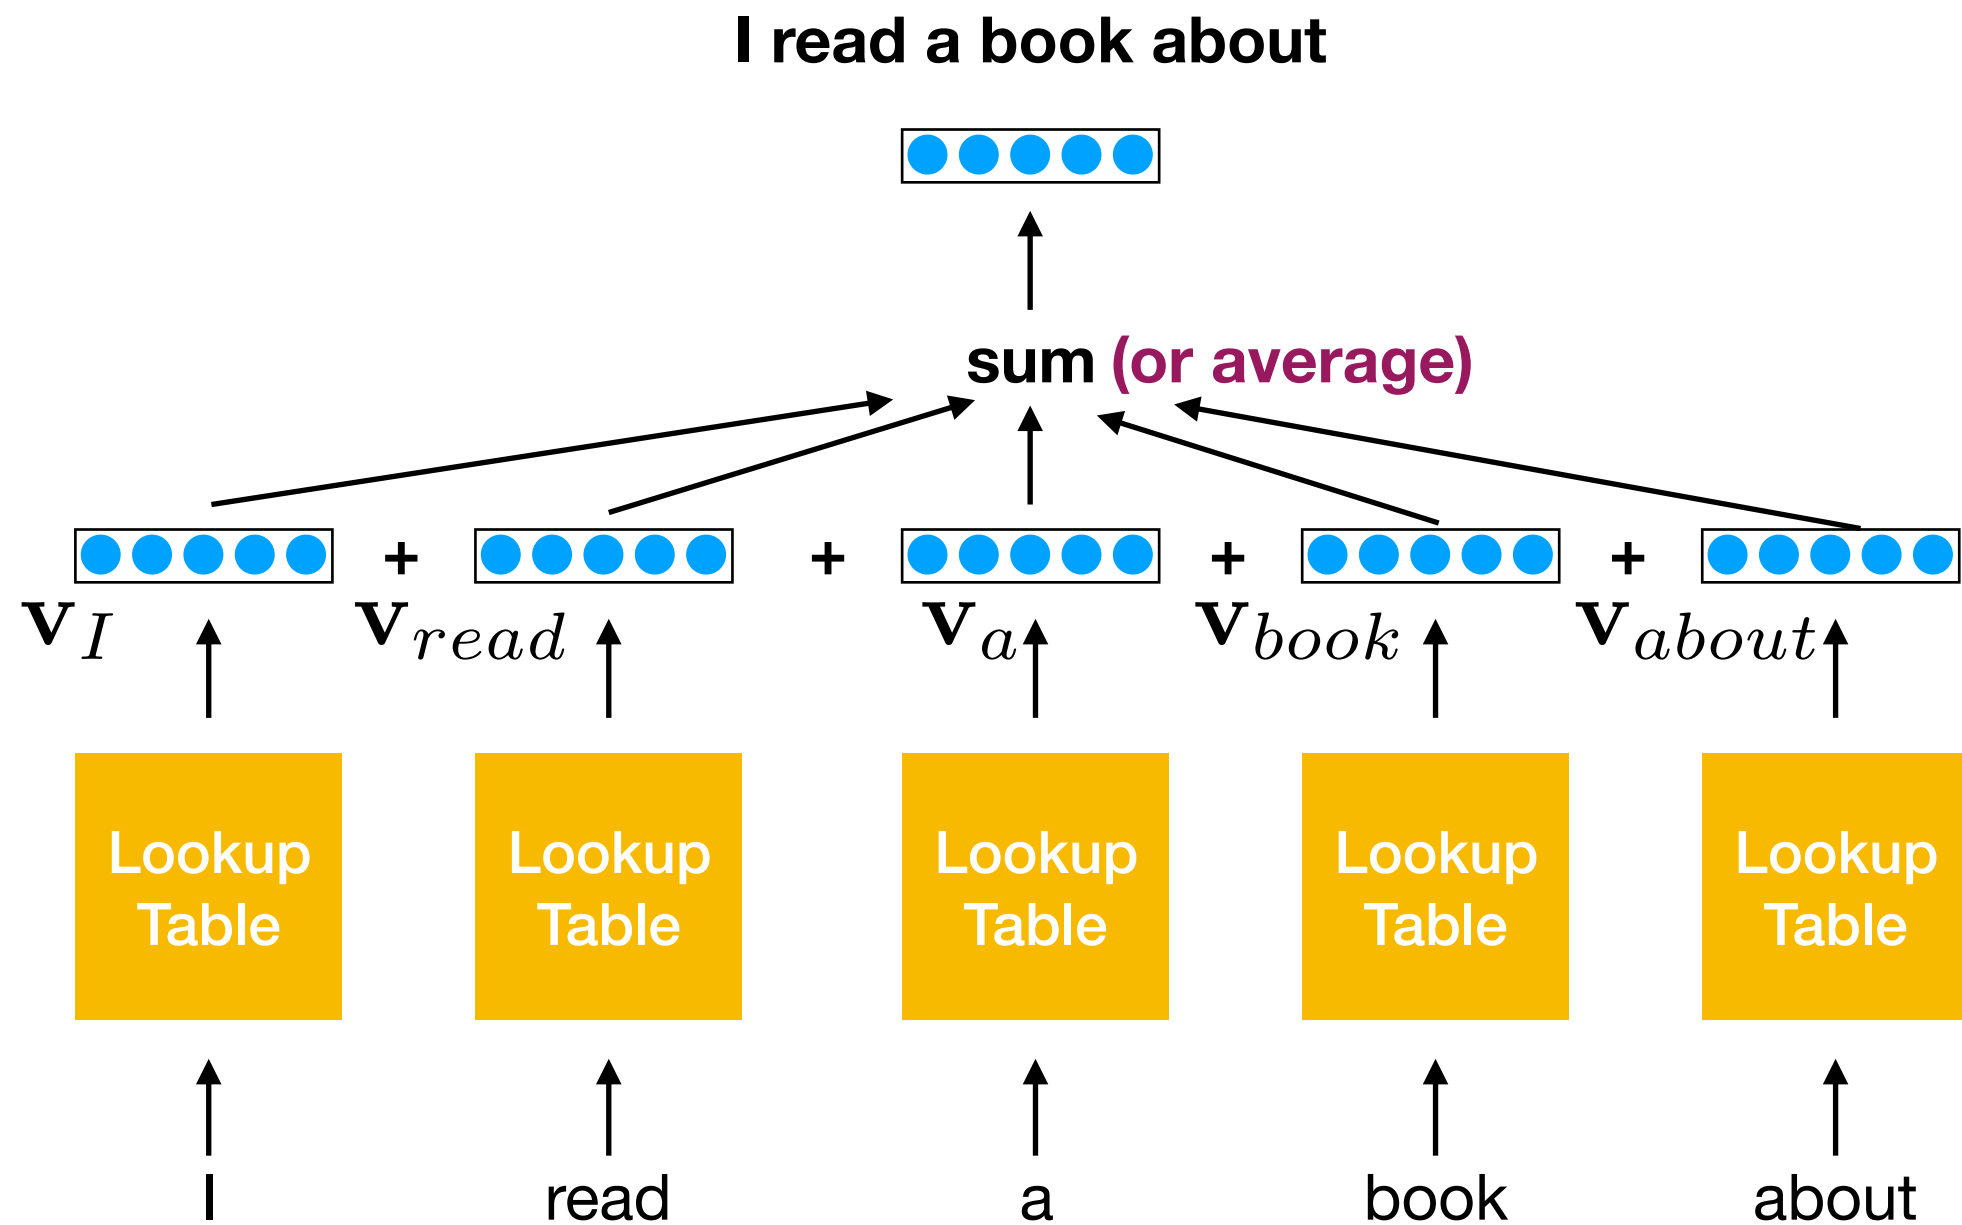 I read a book about
sum (or average)
+ + + +
v_I v_read v_a v_book v_about
Lookup Table Lookup Table Lookup Table Lookup Table Lookup Table
I read a book about